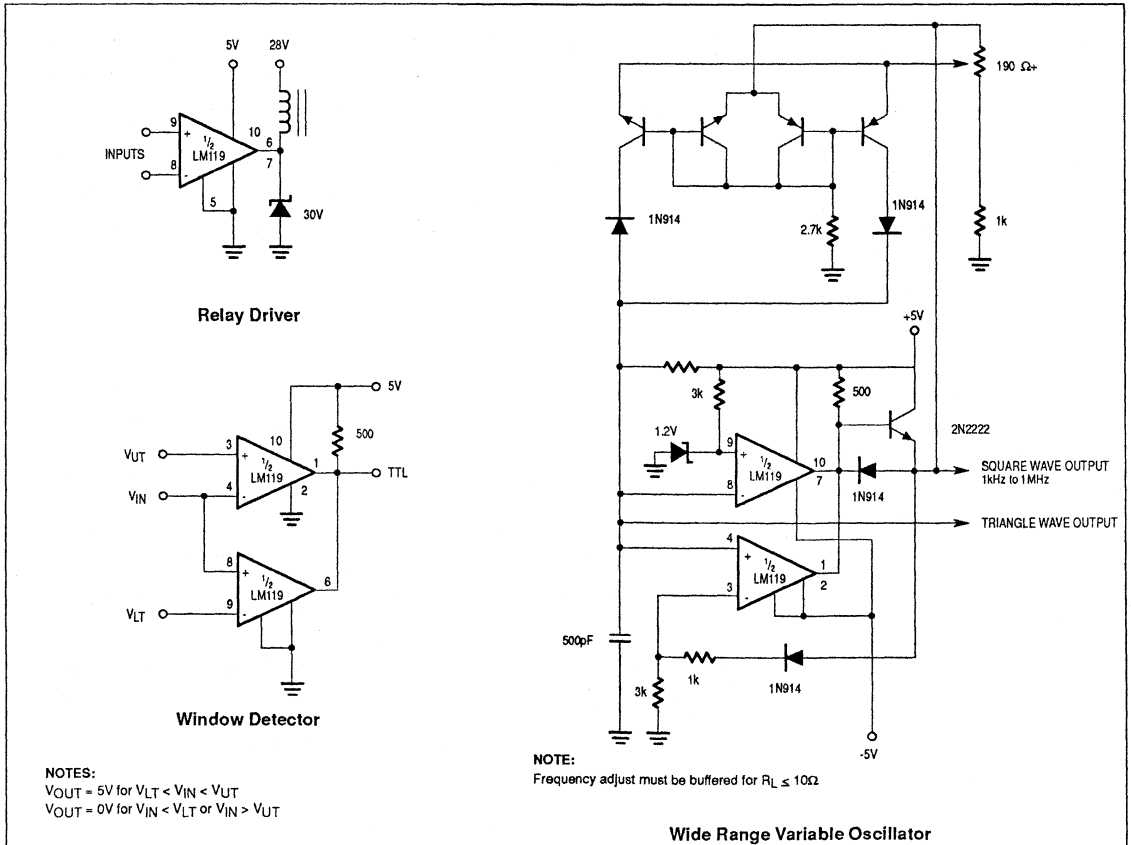 5V
28V
9
+
10
6
INPUTS
1/2
LM119
7
8
-
5
30V
Relay Driver
5V
500
VUT
3
+
10
1/2
LM119
1
TTL
VIN
4
-
2
8
+
1/2
LM119
6
VLT
9
-
Window Detector
NOTES:
VOUT = 5V for VLT < VIN < VUT
VOUT = 0V for VIN < VLT or VIN > VUT
190 Ω+
1N914
1N914
2.7k
1k
+5V
3k
500
1.2V
2N2222
9
+
1/2
LM119
10
7
8
-
1N914
SQUARE WAVE OUTPUT
1kHz to 1MHz
TRIANGLE WAVE OUTPUT
4
+
1/2
LM119
1
2
3
-
500pF
1k
1N914
3k
-5V
NOTE:
Frequency adjust must be buffered for RL ≤ 10Ω
Wide Range Variable Oscillator